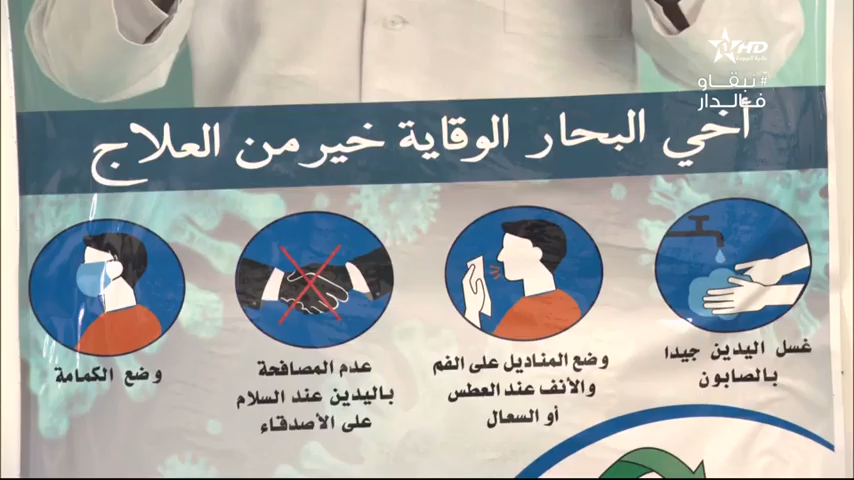 HD
#نبقاو
فالدار
أخي البحار الوقاية خير من العلاج
غسل اليدين جيدا
بالصابون
وضع المناديل على الفم
والأنف عند العطس
أو السعال
عدم المصافحة
باليدين عند السلام
على الأصدقاء
وضع الكمامة